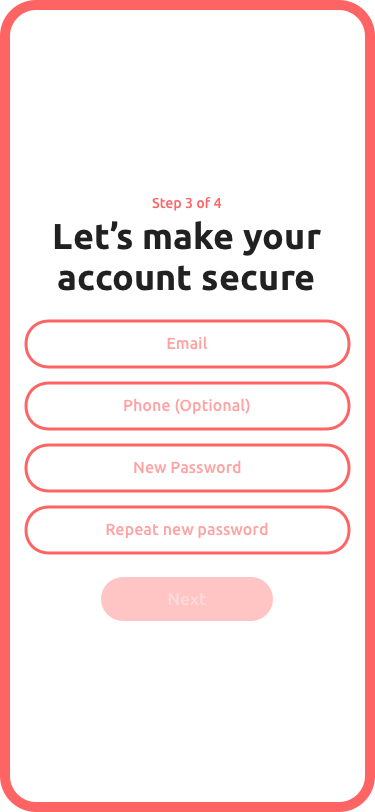 Step 3 of 4
Let’s make your
account secure
Email
Phone (Optional)
New Password
Repeat new password
Next